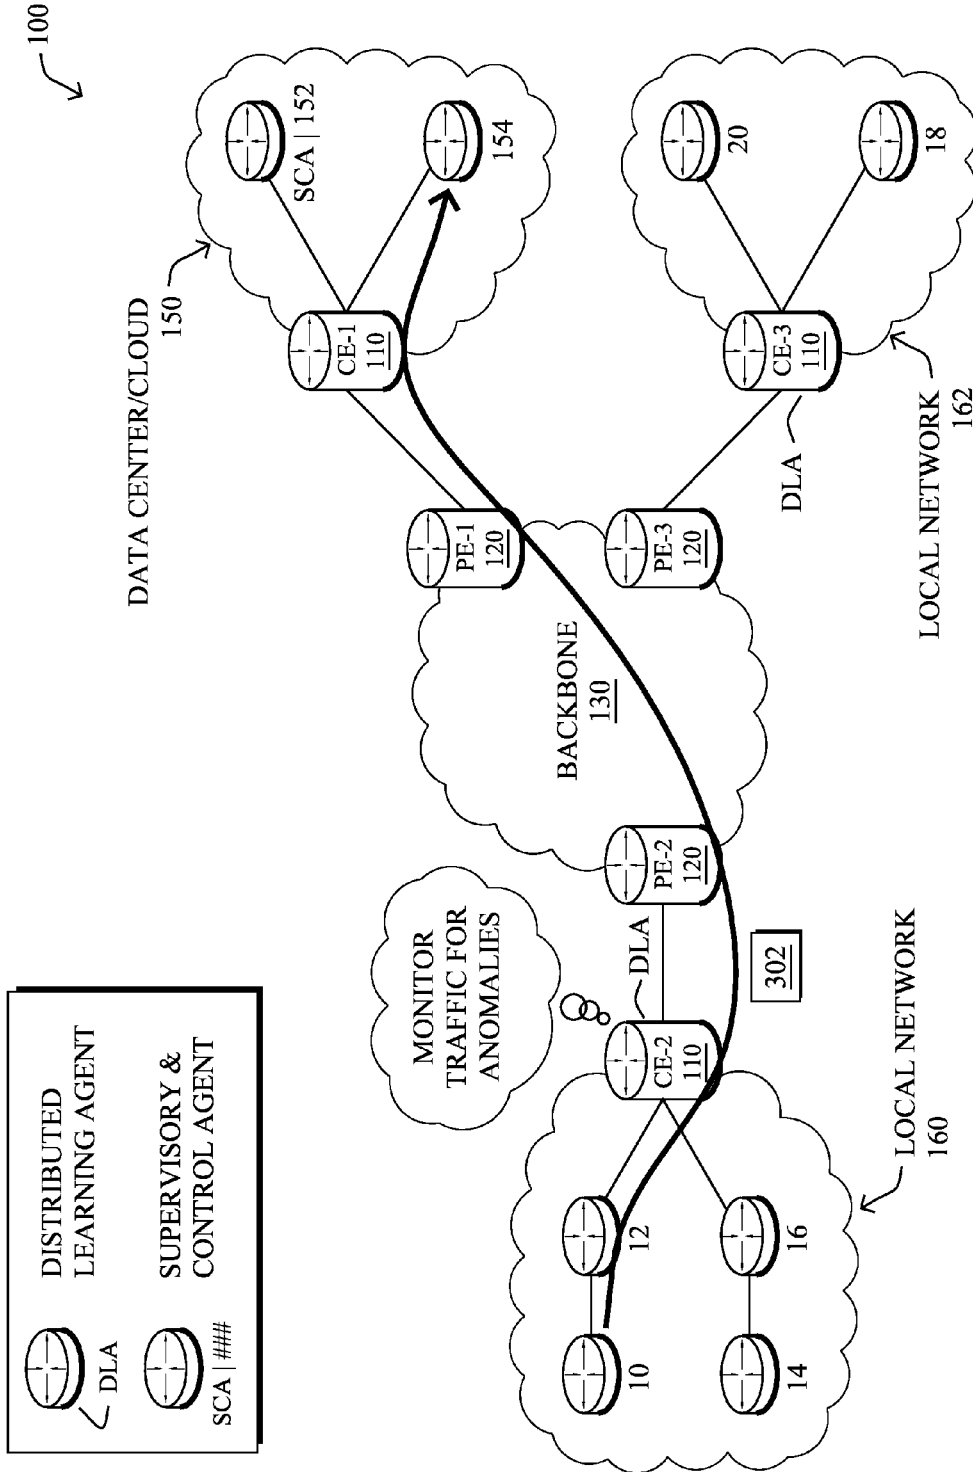 100
DATA CENTER/CLOUD
150
SCA | 152
154
CE-1
110
PE-1
120
BACKBONE
130
PE-3
120
CE-3
110
DLA
20
18
LOCAL NETWORK
162
PE-2
120
DLA
MONITOR
TRAFFIC FOR
ANOMALIES
CE-2
110
302
12
10
16
14
LOCAL NETWORK
160
DLA
DISTRIBUTED
LEARNING AGENT
SCA | ###
SUPERVISORY &
CONTROL AGENT